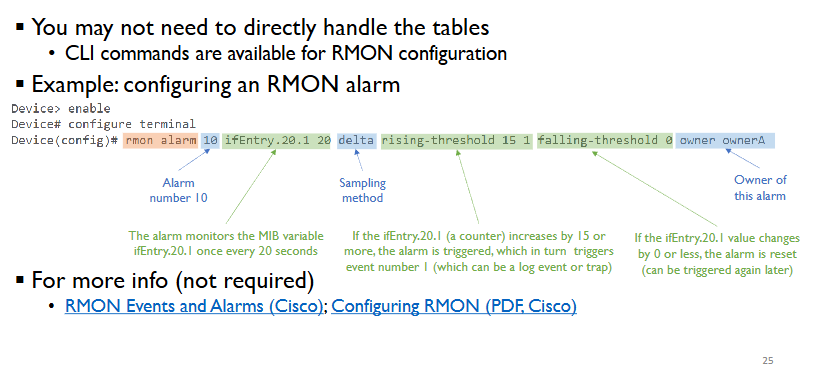 ▪ You may not need to directly handle the tables
• CLI commands are available for RMON configuration
▪ Example: configuring an RMON alarm
Device> enable
Device# configure terminal
Device(config)# rmon alarm 10 ifEntry.20.1 20 delta rising-threshold 15 1 falling-threshold 0 owner ownerA
Alarm
number 10
Sampling
method
Owner of
this alarm
The alarm monitors the MIB variable
ifEntry.20.1 once every 20 seconds
If the ifEntry.20.1 (a counter) increases by 15 or
more, the alarm is triggered, which in turn triggers
event number 1 (which can be a log event or trap)
If the ifEntry.20.1 value changes
by 0 or less, the alarm is reset
(can be triggered again later)
▪ For more info (not required)
• RMON Events and Alarms (Cisco); Configuring RMON (PDF, Cisco)
25